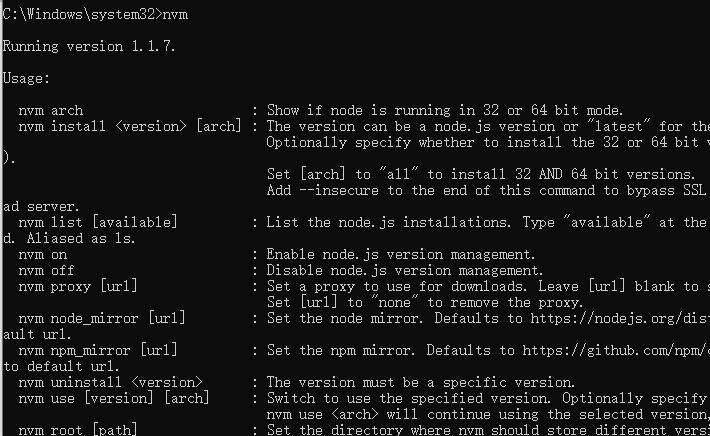 C:\Windows\system32>nvm
Running version 1.1.7.
Usage:
nvm arch : Show if node is running in 32 or 64 bit mode.
nvm install <version> [arch] : The version can be a node.js version or "latest" for the
Optionally specify whether to install the 32 or 64 bit
).
Set [arch] to "all" to install 32 AND 64 bit versions.
Add --insecure to the end of this command to bypass SSL
ad server.
nvm list [available] : List the node.js installations. Type "available" at the
d. Aliased as ls.
nvm on : Enable node.js version management.
nvm off : Disable node.js version management.
nvm proxy [url] : Set a proxy to use for downloads. Leave [url] blank to
Set [url] to "none" to remove the proxy.
nvm node_mirror [url] : Set the node mirror. Defaults to https://nodejs.org/dis
ault url.
nvm npm_mirror [url] : Set the npm mirror. Defaults to https://github.com/npm/
to default url.
nvm uninstall <version> : The version must be a specific version.
nvm use [version] [arch] : Switch to use the specified version. Optionally specify
nvm use <arch> will continue using the selected version,
nvm root [path] : Set the directory where nvm should store different versi